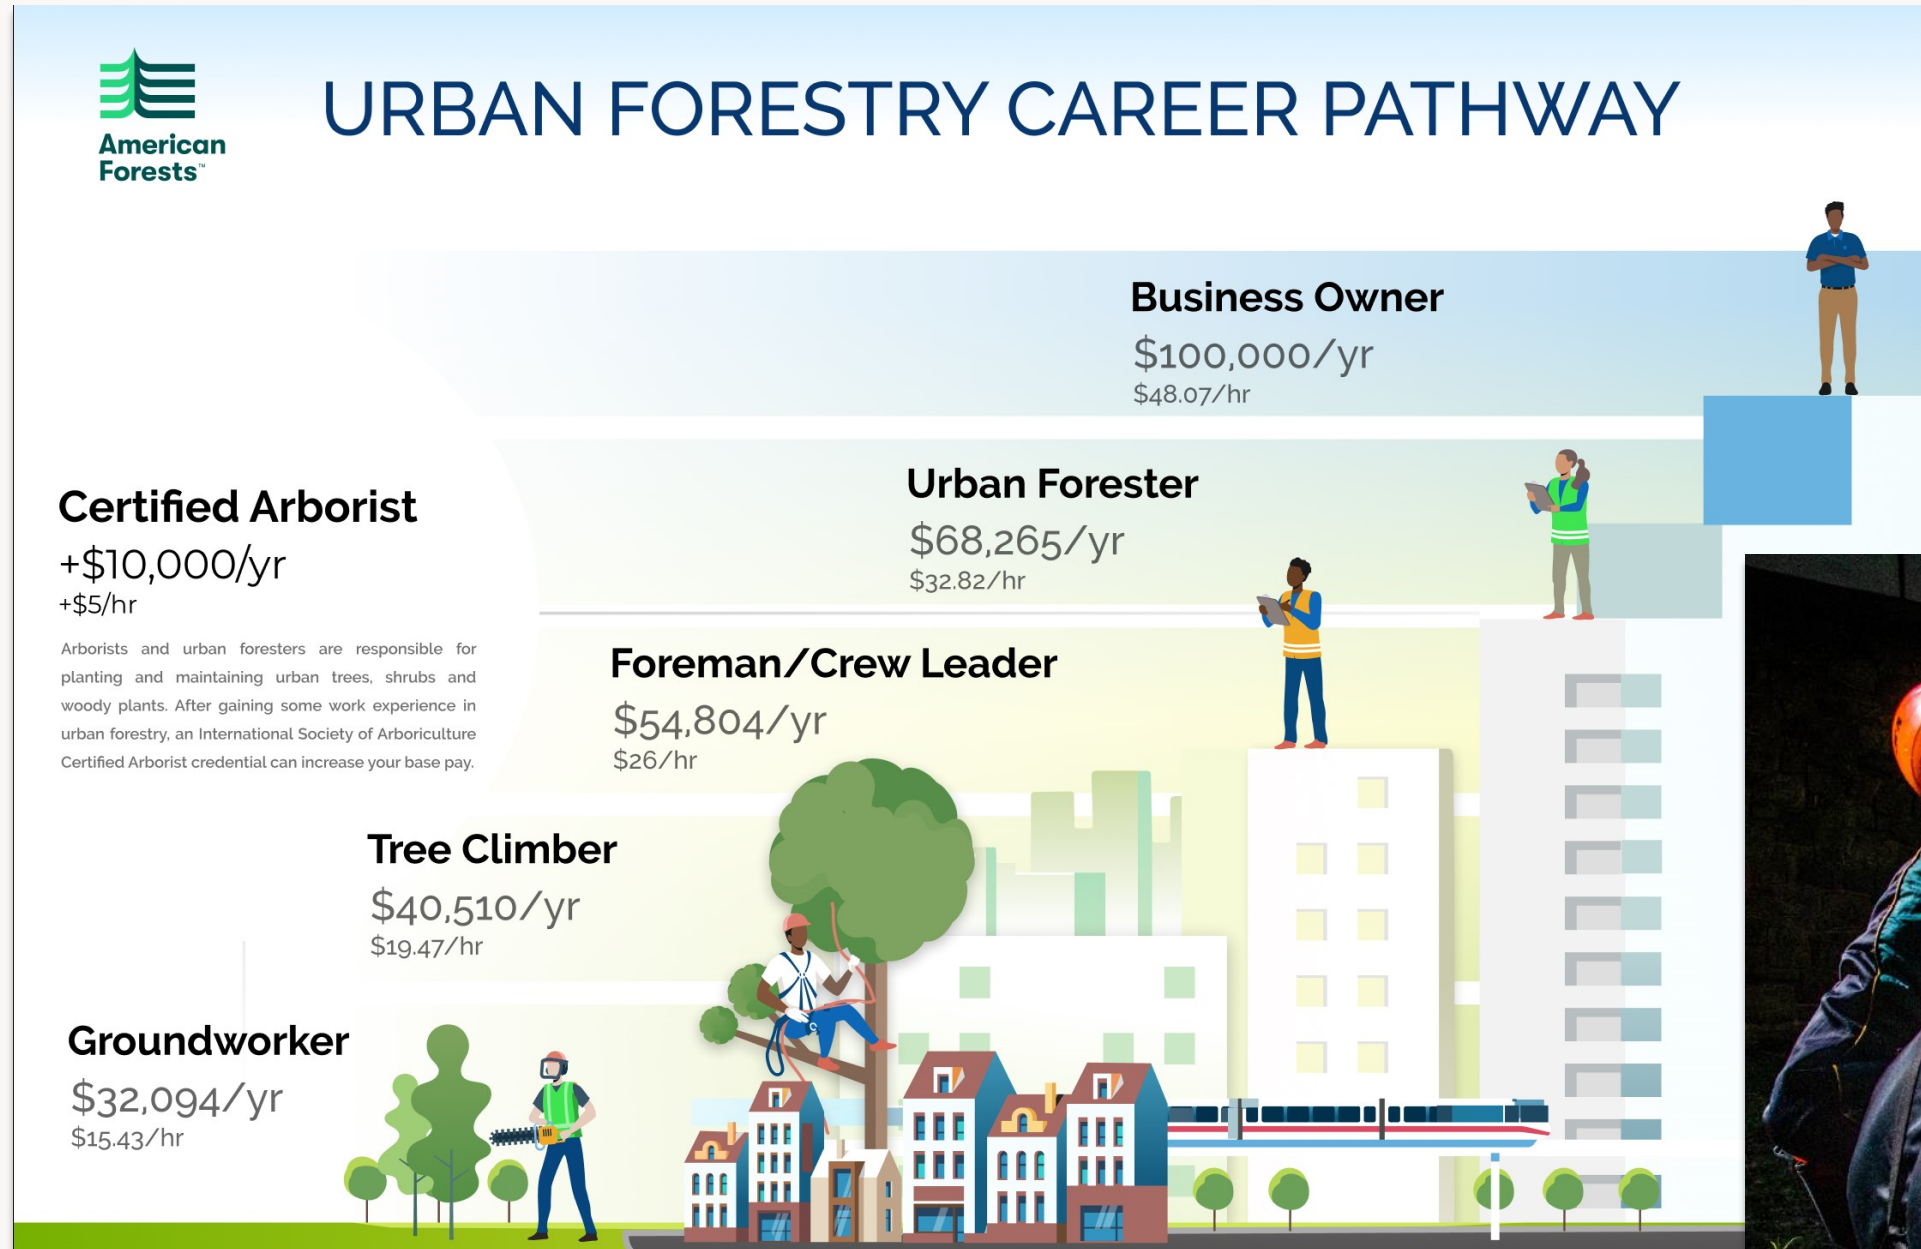 American
Forests™
URBAN FORESTRY CAREER PATHWAY
Business Owner
$100,000/yr
$48.07/hr
Urban Forester
$68,265/yr
$32.82/hr
Certified Arborist
+$10,000/yr
+$5/hr
Arborists and urban foresters are responsible for
planting and maintaining urban trees, shrubs and
woody plants. After gaining some work experience in
urban forestry, an International Society of Arboriculture
Certified Arborist credential can increase your base pay.
Foreman/Crew Leader
$54,804/yr
$26/hr
Tree Climber
$40,510/yr
$19.47/hr
Groundworker
$32,094/yr
$15.43/hr